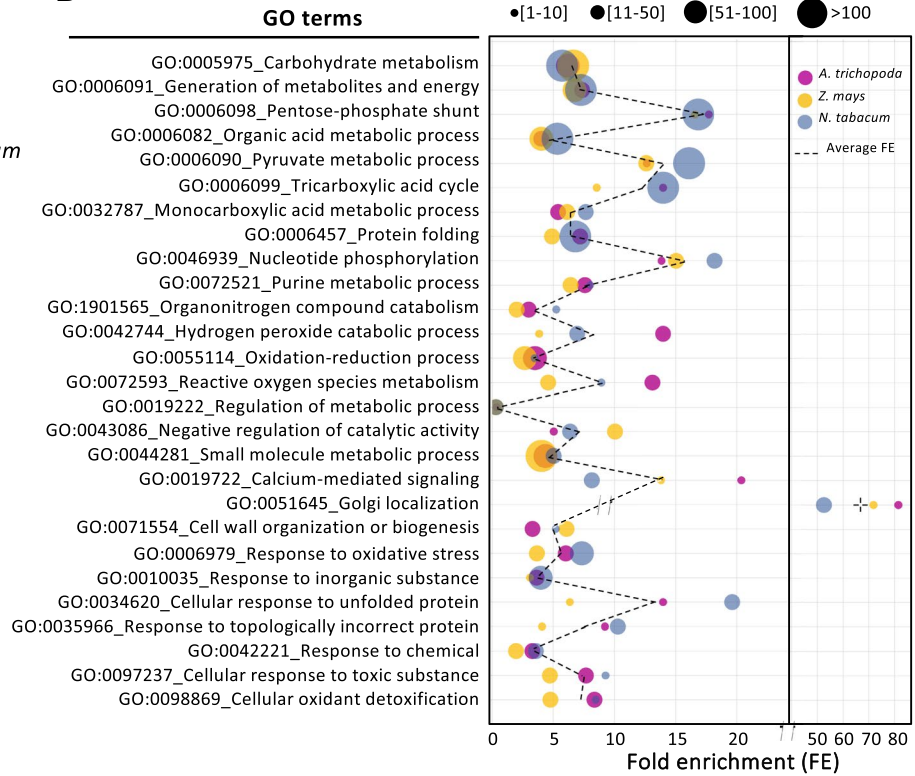 GO terms
[1-10] [11-50] [51-100] >100
GO:0005975_Carbohydrate metabolism
GO:0006091_Generation of metabolites and energy
GO:0006098_Pentose-phosphate shunt
GO:0006082_Organic acid metabolic process
GO:0006090_Pyruvate metabolic process
GO:0006099_Tricarboxylic acid cycle
GO:0032787_Monocarboxylic acid metabolic process
GO:0006457_Protein folding
GO:0046939_Nucleotide phosphorylation
GO:0072521_Purine metabolic process
GO:1901565_Organonitrogen compound catabolism
GO:0042744_Hydrogen peroxide catabolic process
GO:0055114_Oxidation-reduction process
GO:0072593_Reactive oxygen species metabolism
GO:0019222_Regulation of metabolic process
GO:0043086_Negative regulation of catalytic activity
GO:0044281_Small molecule metabolic process
GO:0019722_Calcium-mediated signaling
GO:0051645_Golgi localization
GO:0071554_Cell wall organization or biogenesis
GO:0006979_Response to oxidative stress
GO:0010035_Response to inorganic substance
GO:0034620_Cellular response to unfolded protein
GO:0035966_Response to topologically incorrect protein
GO:0042221_Response to chemical
GO:0097237_Cellular response to toxic substance
GO:0098869_Cellular oxidant detoxification
A. trichopoda
Z. mays
N. tabacum
Average FE
0 5 10 15 20 50 60 70 80
Fold enrichment (FE)